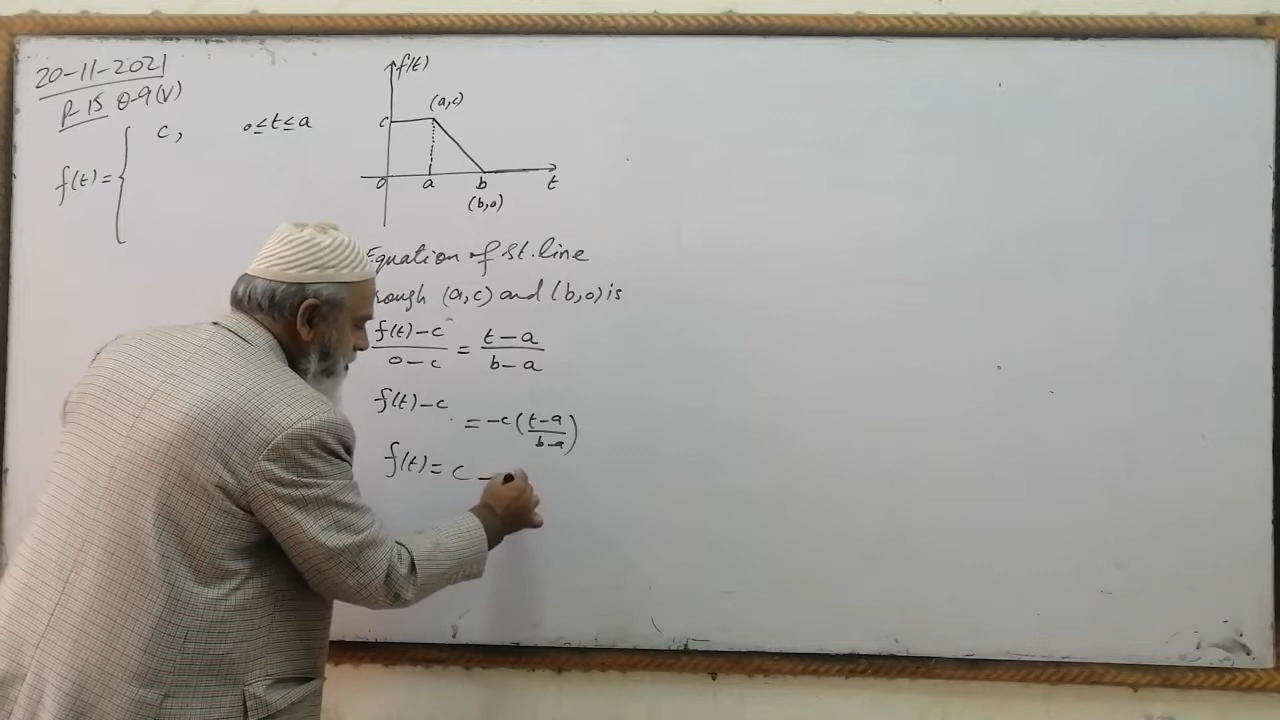 20-11-2021
P-15 Q-9(V)
f(t) = { c, 0≤t≤a
f(t)
(a,c)
c
0 a b t
(b,0)
Equation of st. line
rough (a,c) and (b,0) is
f(t)-c / 0-c = t-a / b-a
f(t)-c = -c(t-a / b-a)
f(t) = c -